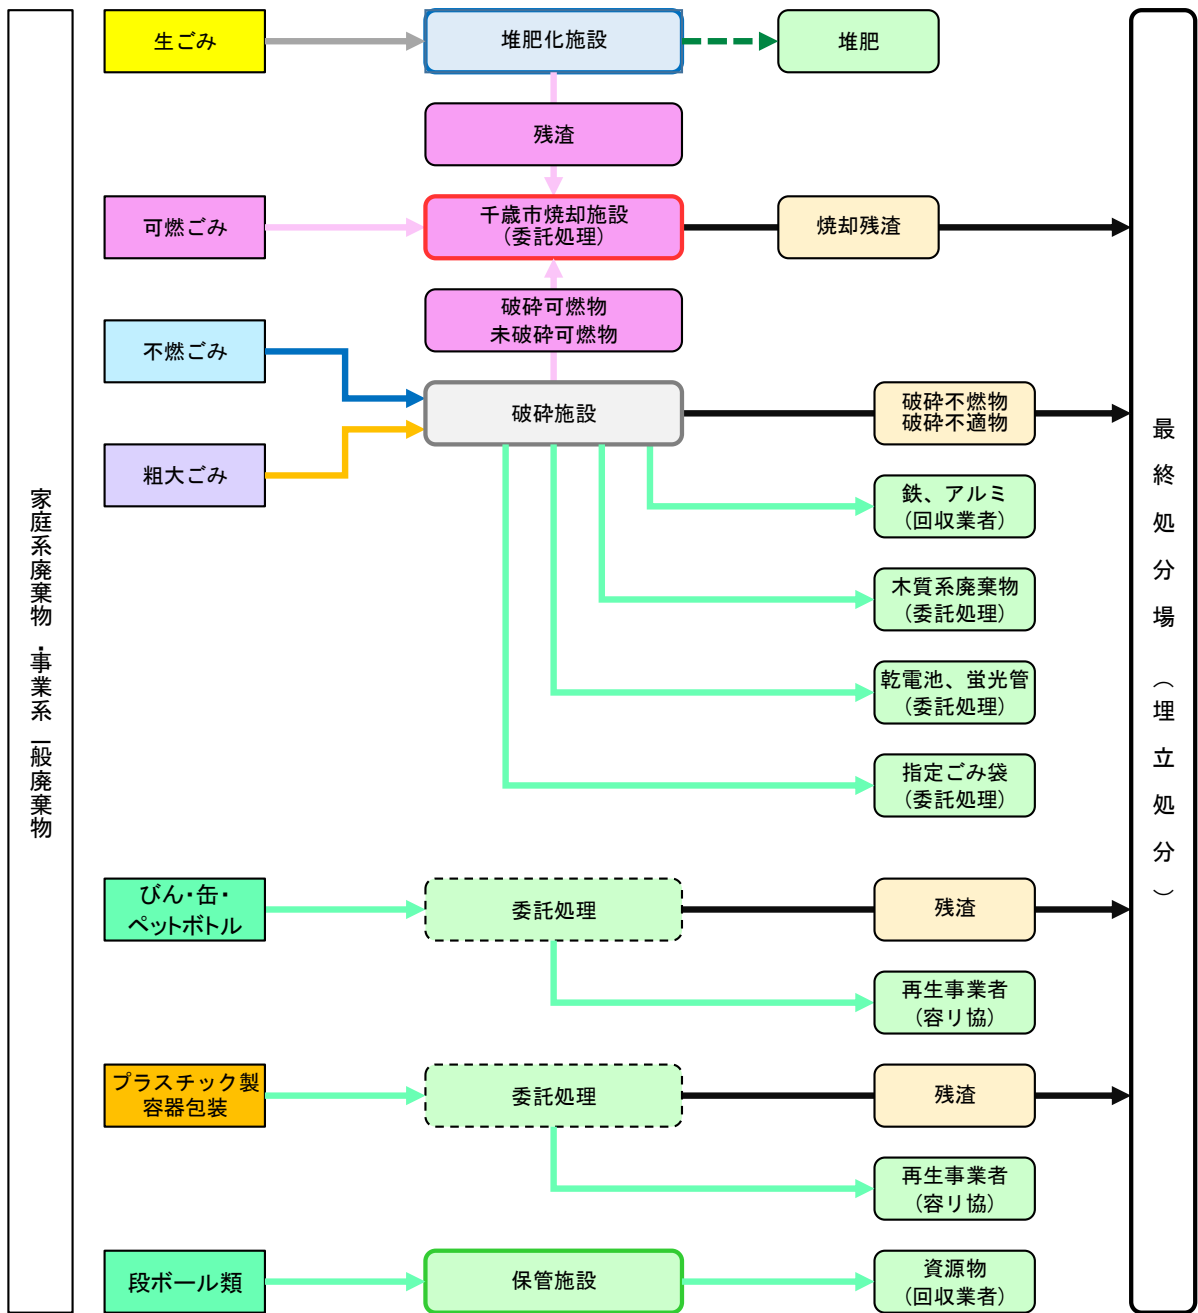 家庭系廃棄物・事業系一般廃棄物
生ごみ
堆肥化施設
堆肥
残渣
可燃ごみ
千歳市焼却施設
（委託処理）
焼却残渣
破砕可燃物
未破砕可燃物
不燃ごみ
破砕施設
破砕不燃物
破砕不適物
粗大ごみ
鉄、アルミ
（回収業者）
木質系廃棄物
（委託処理）
乾電池、蛍光管
（委託処理）
指定ごみ袋
（委託処理）
びん・缶・
ペットボトル
委託処理
残渣
再生事業者
（容リ協）
プラスチック製
容器包装
委託処理
残渣
再生事業者
（容リ協）
段ボール類
保管施設
資源物
（回収業者）
最終処分場（埋立処分）